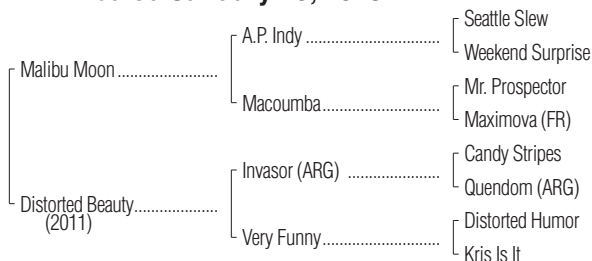 Seattle Slew
A.P. Indy
Weekend Surprise
Malibu Moon
Mr. Prospector
Macoumba
Maximova (FR)
Candy Stripes
Invasor (ARG)
Quendom (ARG)
Distorted Beauty
(2011)
Distorted Humor
Very Funny
Kris Is It